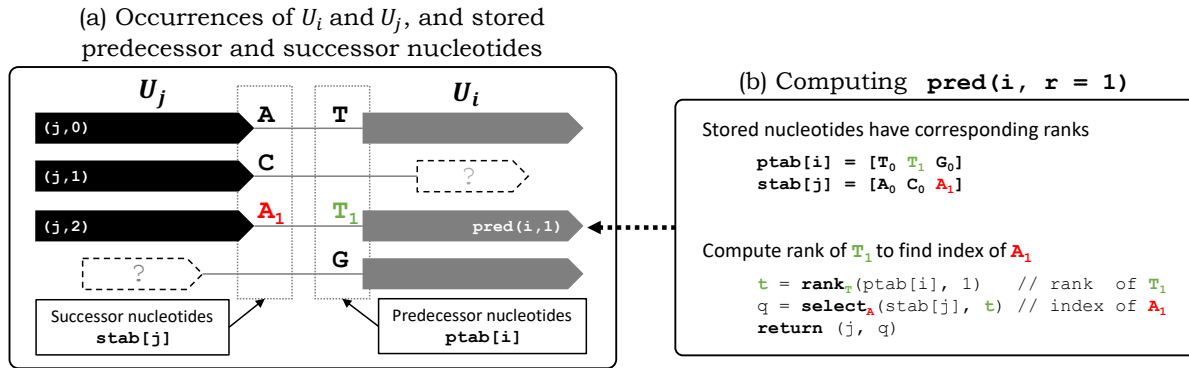 (a) Occurrences of U_i and U_j, and stored
predecessor and successor nucleotides
U_j U_i
A T
(j,0)
C
(j,1) ?
A_1 T_1
(j,2) pred(i,1)
G
?
Successor nucleotides
stab[j]
Predecessor nucleotides
ptab[i]
(b) Computing pred(i, r = 1)
Stored nucleotides have corresponding ranks
ptab[i] = [T_0 T_1 G_0]
stab[j] = [A_0 C_0 A_1]
Compute rank of T_1 to find index of A_1
t = rank_T(ptab[i], 1) // rank of T_1
q = select_A(stab[j], t) // index of A_1
return (j, q)